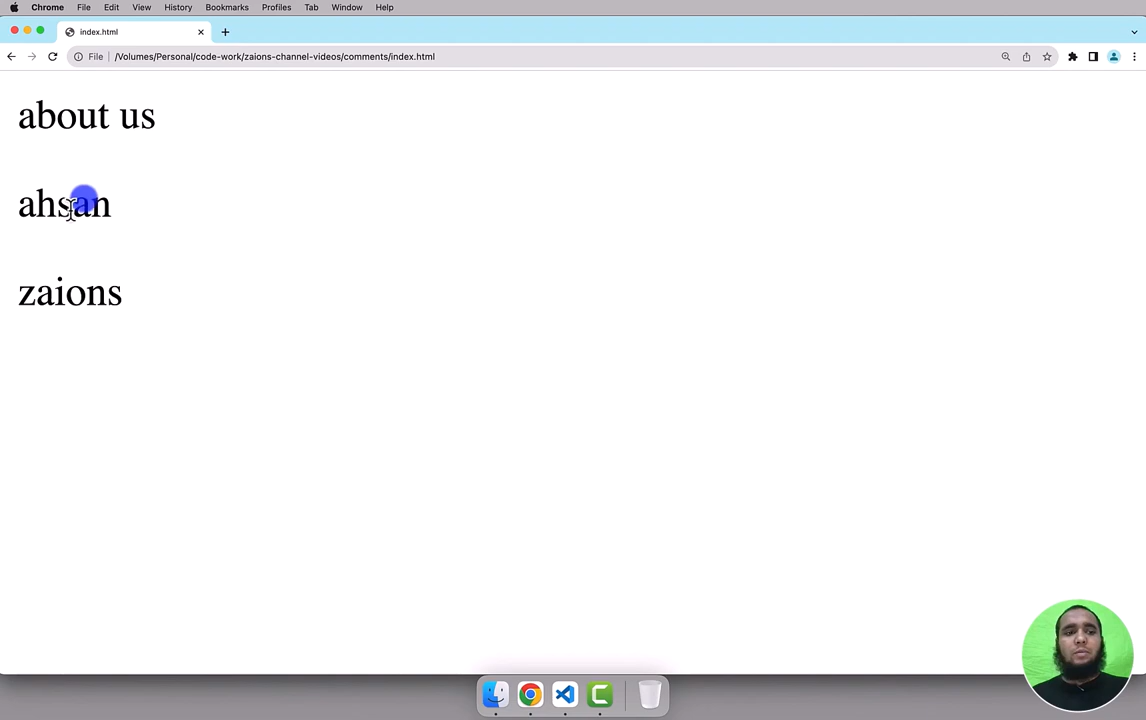 Chrome File Edit View History Bookmarks Profiles Tab Window Help
index.html
File /Volumes/Personal/code-work/zaions-channel-videos/comments/index.html
about us
ahsan
zaions